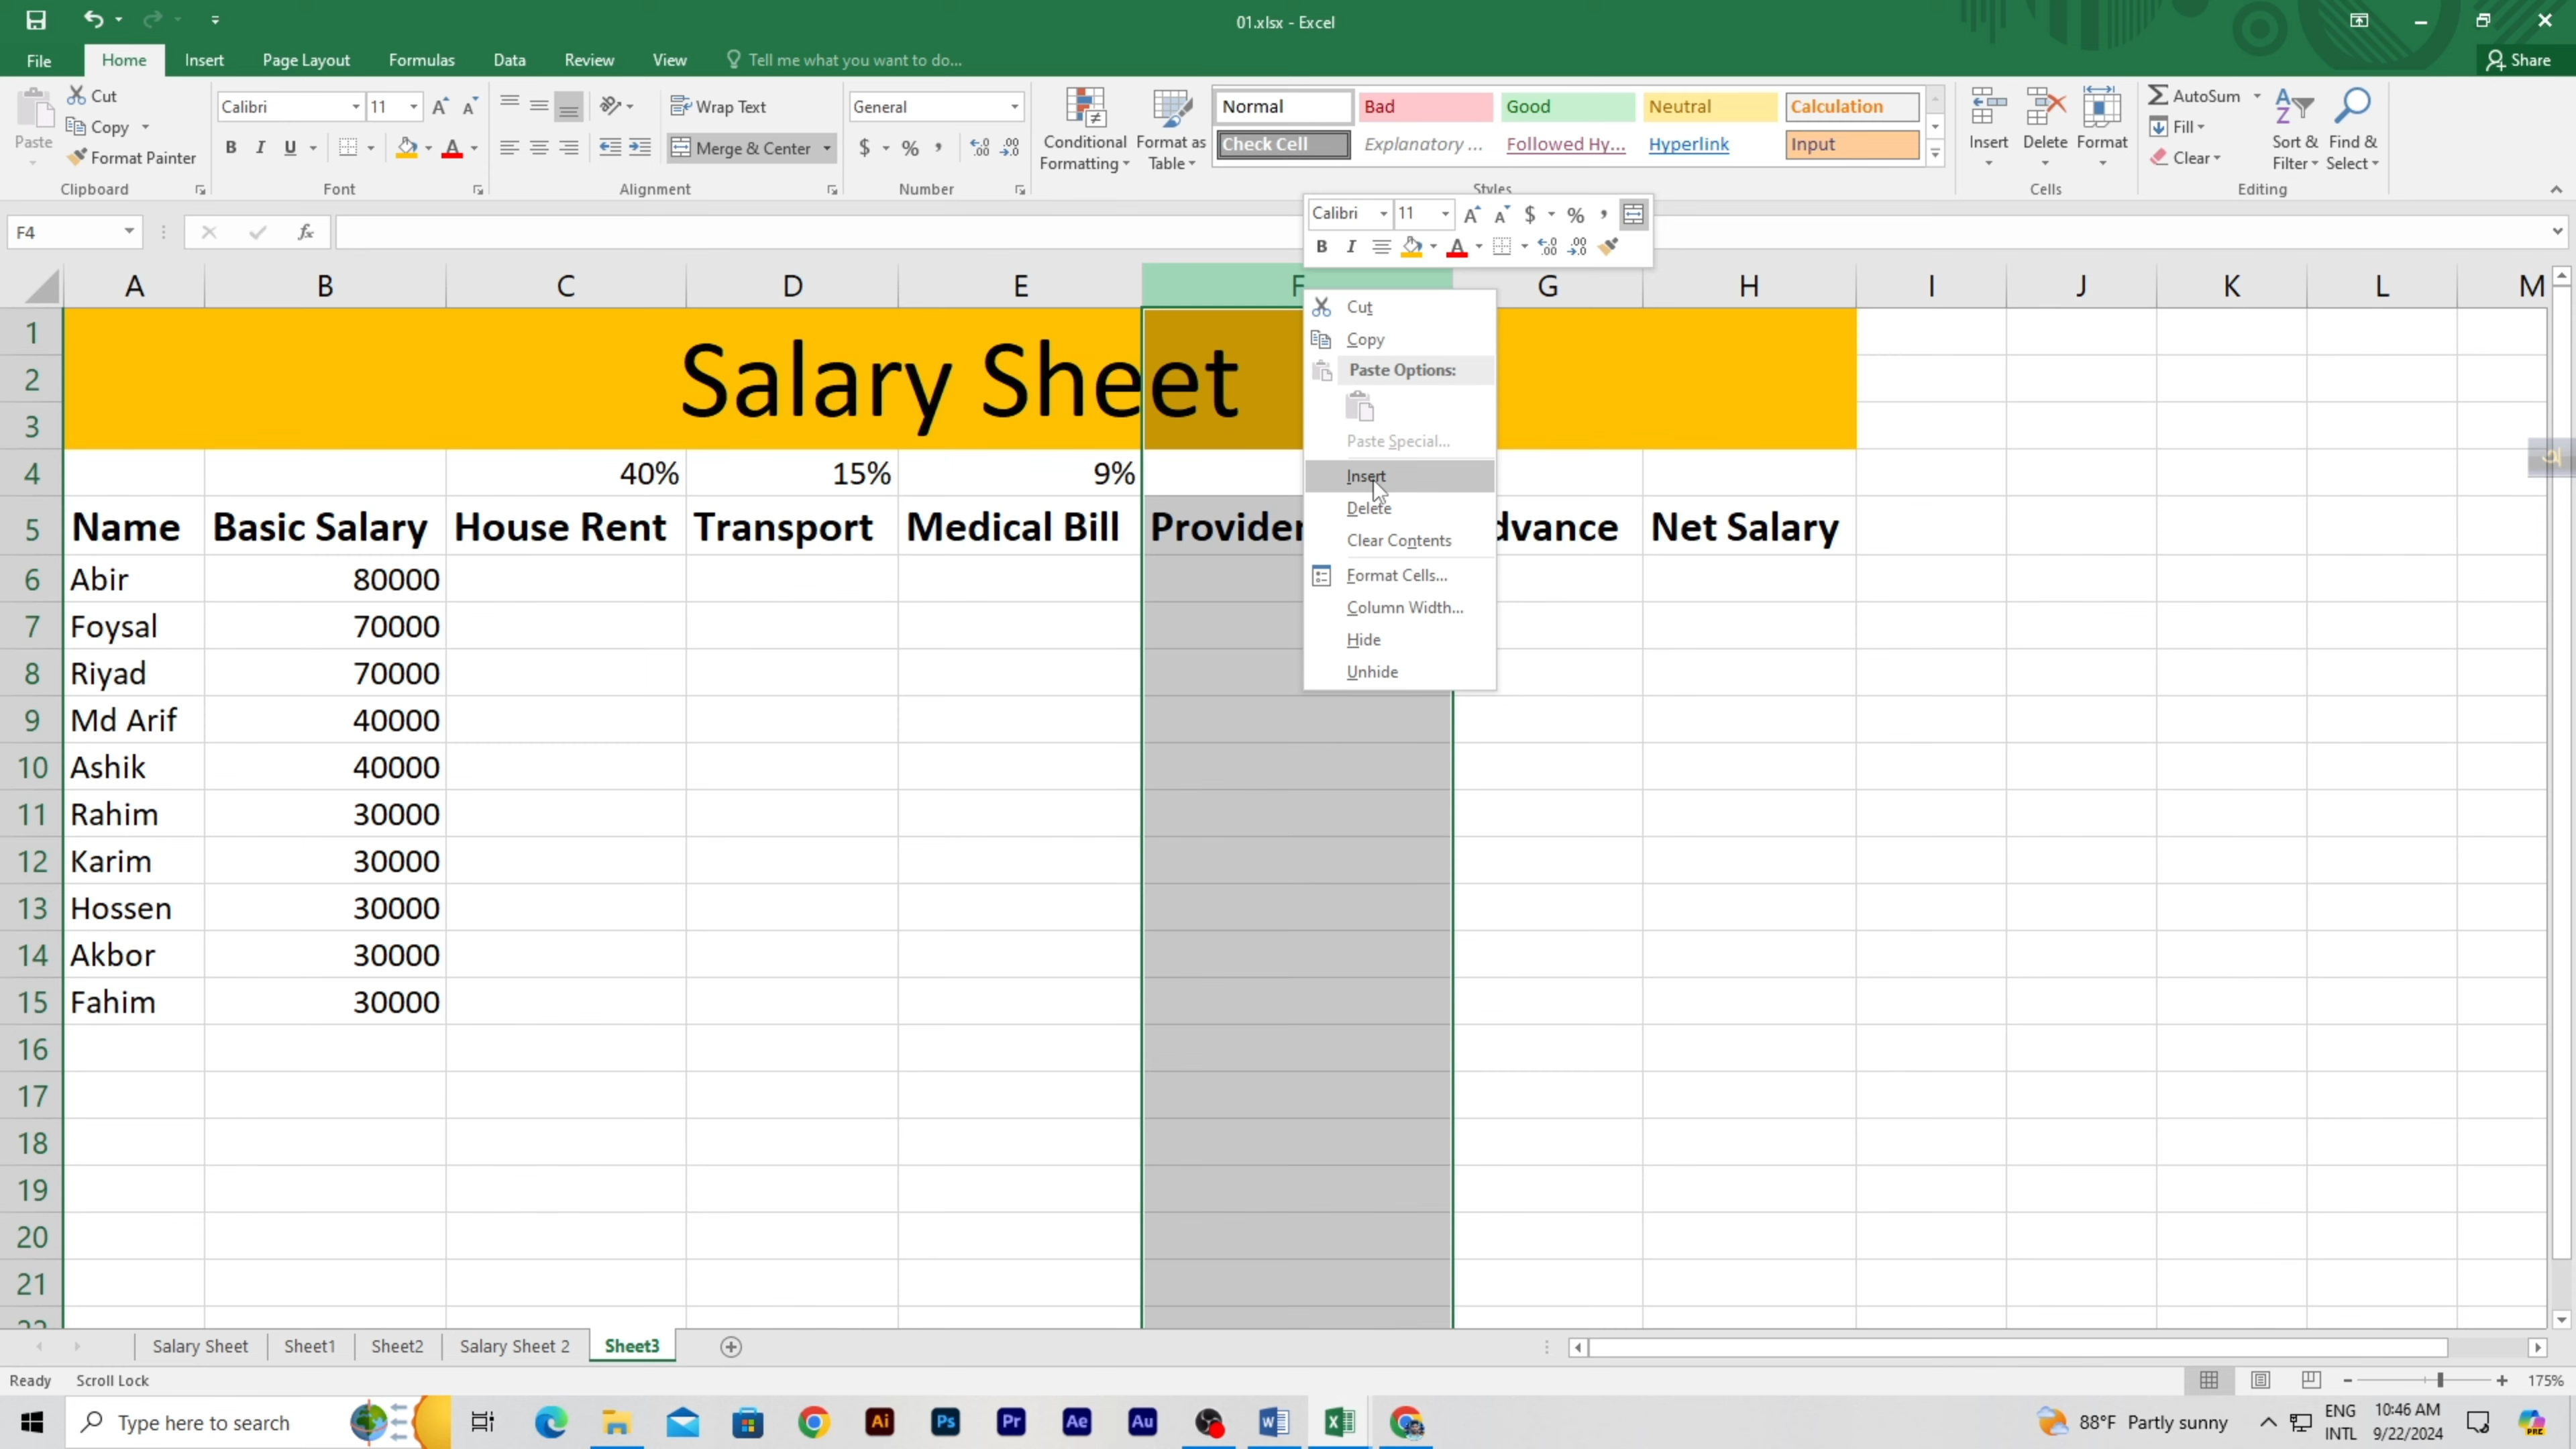 01.xlsx - Excel
File Home Insert Page Layout Formulas Data Review View Tell me what you want to do... Share
Paste
Cut
Copy
Format Painter
Clipboard
Calibri 11
B I U
Font
Wrap Text
Merge & Center
Alignment
General
$ % ,
Number
Conditional Formatting
Format as Table
Normal Bad Good Neutral Calculation
Check Cell Explanatory ... Followed Hy... Hyperlink Input
Styles
Insert Delete Format
Cells
AutoSum
Fill
Clear
Sort & Filter
Find & Select
Editing
F4
fx
Calibri 11 $ % ,
B I A
A B C D E F G H I J K L M
Cut
Copy
Paste Options:
Paste Special...
Insert
Delete
Clear Contents
Format Cells...
Column Width...
Hide
Unhide
1
2
3
Salary Sheet
4 40% 15% 9%
5 Name Basic Salary House Rent Transport Medical Bill Net Salary
6 Abir 80000
7 Foysal 70000
8 Riyad 70000
9 Md Arif 40000
10 Ashik 40000
11 Rahim 30000
12 Karim 30000
13 Hossen 30000
14 Akbor 30000
15 Fahim 30000
16
17
18
19
20
21
22
Salary Sheet Sheet1 Sheet2 Salary Sheet 2 Sheet3
Ready Scroll Lock 175%
Type here to search
Ai Ps Pr Ae Au
88°F Partly sunny
ENG
INTL
10:46 AM
9/22/2024
PRE